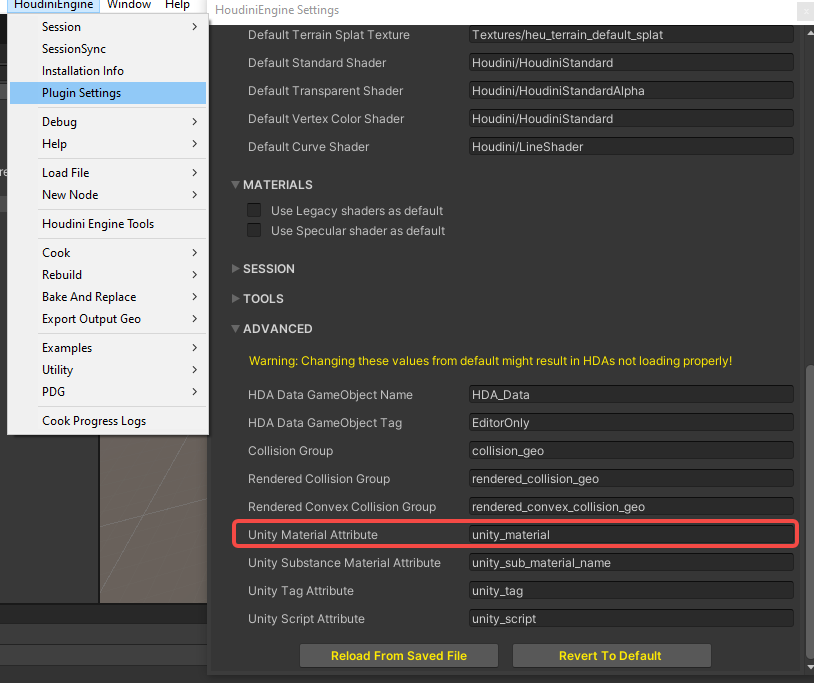 HoudiniEngine Window Help
Session
SessionSync
Installation Info
Plugin Settings
Debug
Help
Load File
New Node
Houdini Engine Tools
Cook
Rebuild
Bake And Replace
Export Output Geo
Examples
Utility
PDG
Cook Progress Logs
HoudiniEngine Settings
Default Terrain Splat Texture Textures/heu_terrain_default_splat
Default Standard Shader Houdini/HoudiniStandard
Default Transparent Shader Houdini/HoudiniStandardAlpha
Default Vertex Color Shader Houdini/HoudiniStandard
Default Curve Shader Houdini/LineShader
MATERIALS
Use Legacy shaders as default
Use Specular shader as default
SESSION
TOOLS
ADVANCED
Warning: Changing these values from default might result in HDAs not loading properly!
HDA Data GameObject Name HDA_Data
HDA Data GameObject Tag EditorOnly
Collision Group collision_geo
Rendered Collision Group rendered_collision_geo
Rendered Convex Collision Group rendered_convex_collision_geo
Unity Material Attribute unity_material
Unity Substance Material Attribute unity_sub_material_name
Unity Tag Attribute unity_tag
Unity Script Attribute unity_script
Reload From Saved File Revert To Default